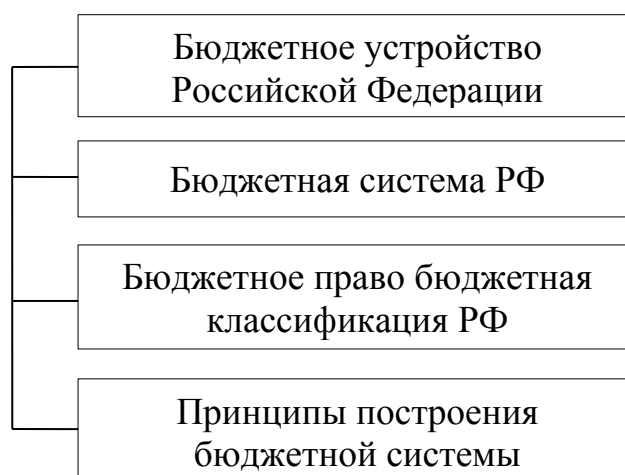 Бюджетное устройство
Российской Федерации
Бюджетная система РФ
Бюджетное право бюджетная
классификация РФ
Принципы построения
бюджетной системы